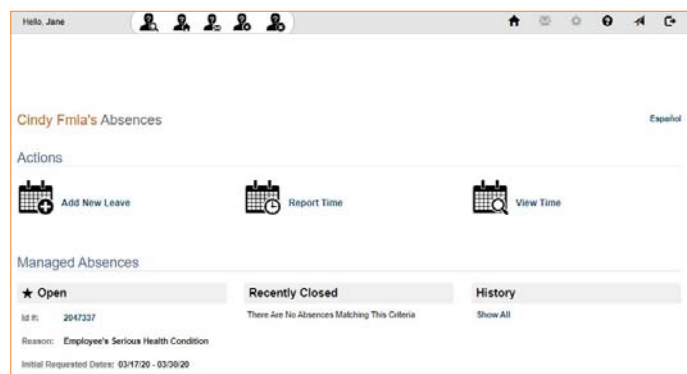 Hello, Jane
Cindy Fmla's Absences
Español
Actions
Add New Leave
Report Time
View Time
Managed Absences
★ Open
Recently Closed
History
Id #: 2047337
There Are No Absences Matching This Criteria
Show All
Reason: Employee's Serious Health Condition
Initial Requested Dates: 03/17/20 - 03/30/20